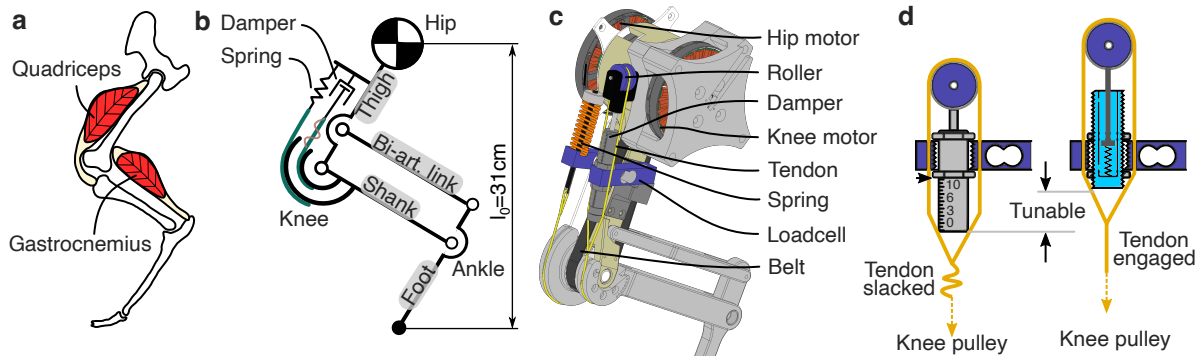 a
Quadriceps
Gastrocnemius
b
Damper
Spring
Hip
Thigh
Bi-art. link
Shank
Knee
Foot
Ankle
l₀=31cm
c
Hip motor
Roller
Damper
Knee motor
Tendon
Spring
Loadcell
Belt
d
10
6
3
0
Tunable
Tendon
slacked
Knee pulley
Tendon
engaged
Knee pulley